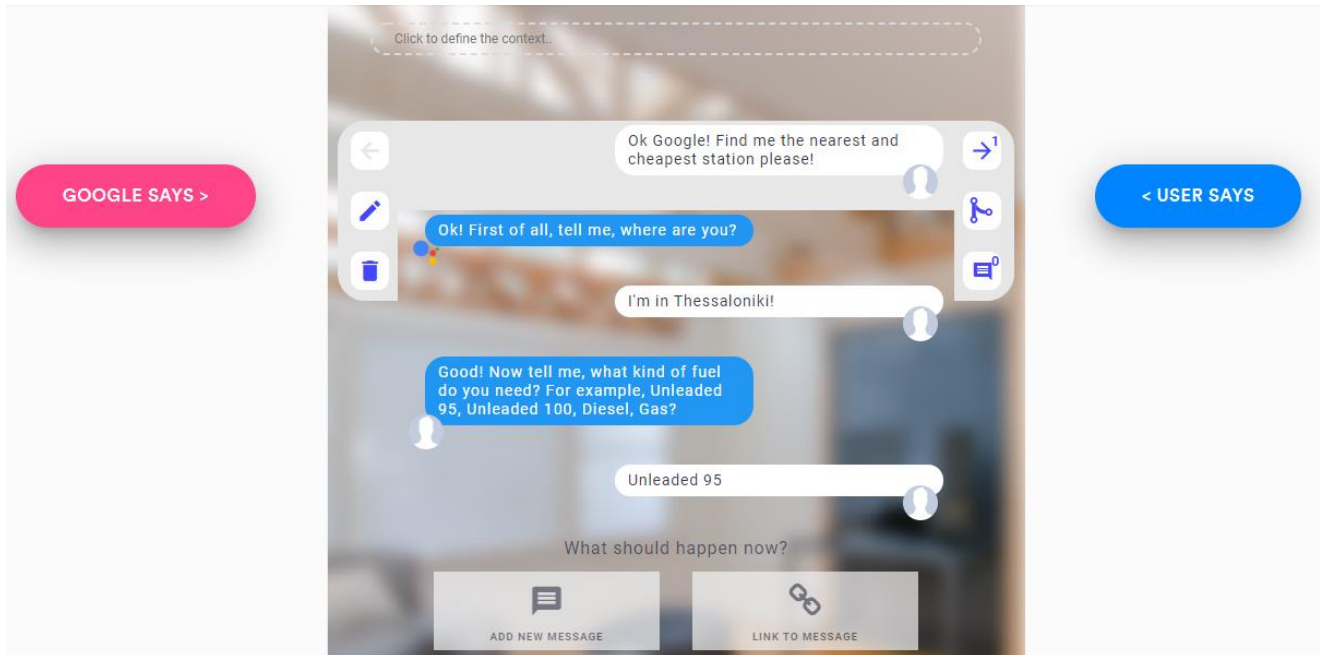 Click to define the context..
Ok Google! Find me the nearest and
cheapest station please!
1
GOOGLE SAYS >
< USER SAYS
Ok! First of all, tell me, where are you?
0
I'm in Thessaloniki!
Good! Now tell me, what kind of fuel
do you need? For example, Unleaded
95, Unleaded 100, Diesel, Gas?
Unleaded 95
What should happen now?
ADD NEW MESSAGE
LINK TO MESSAGE